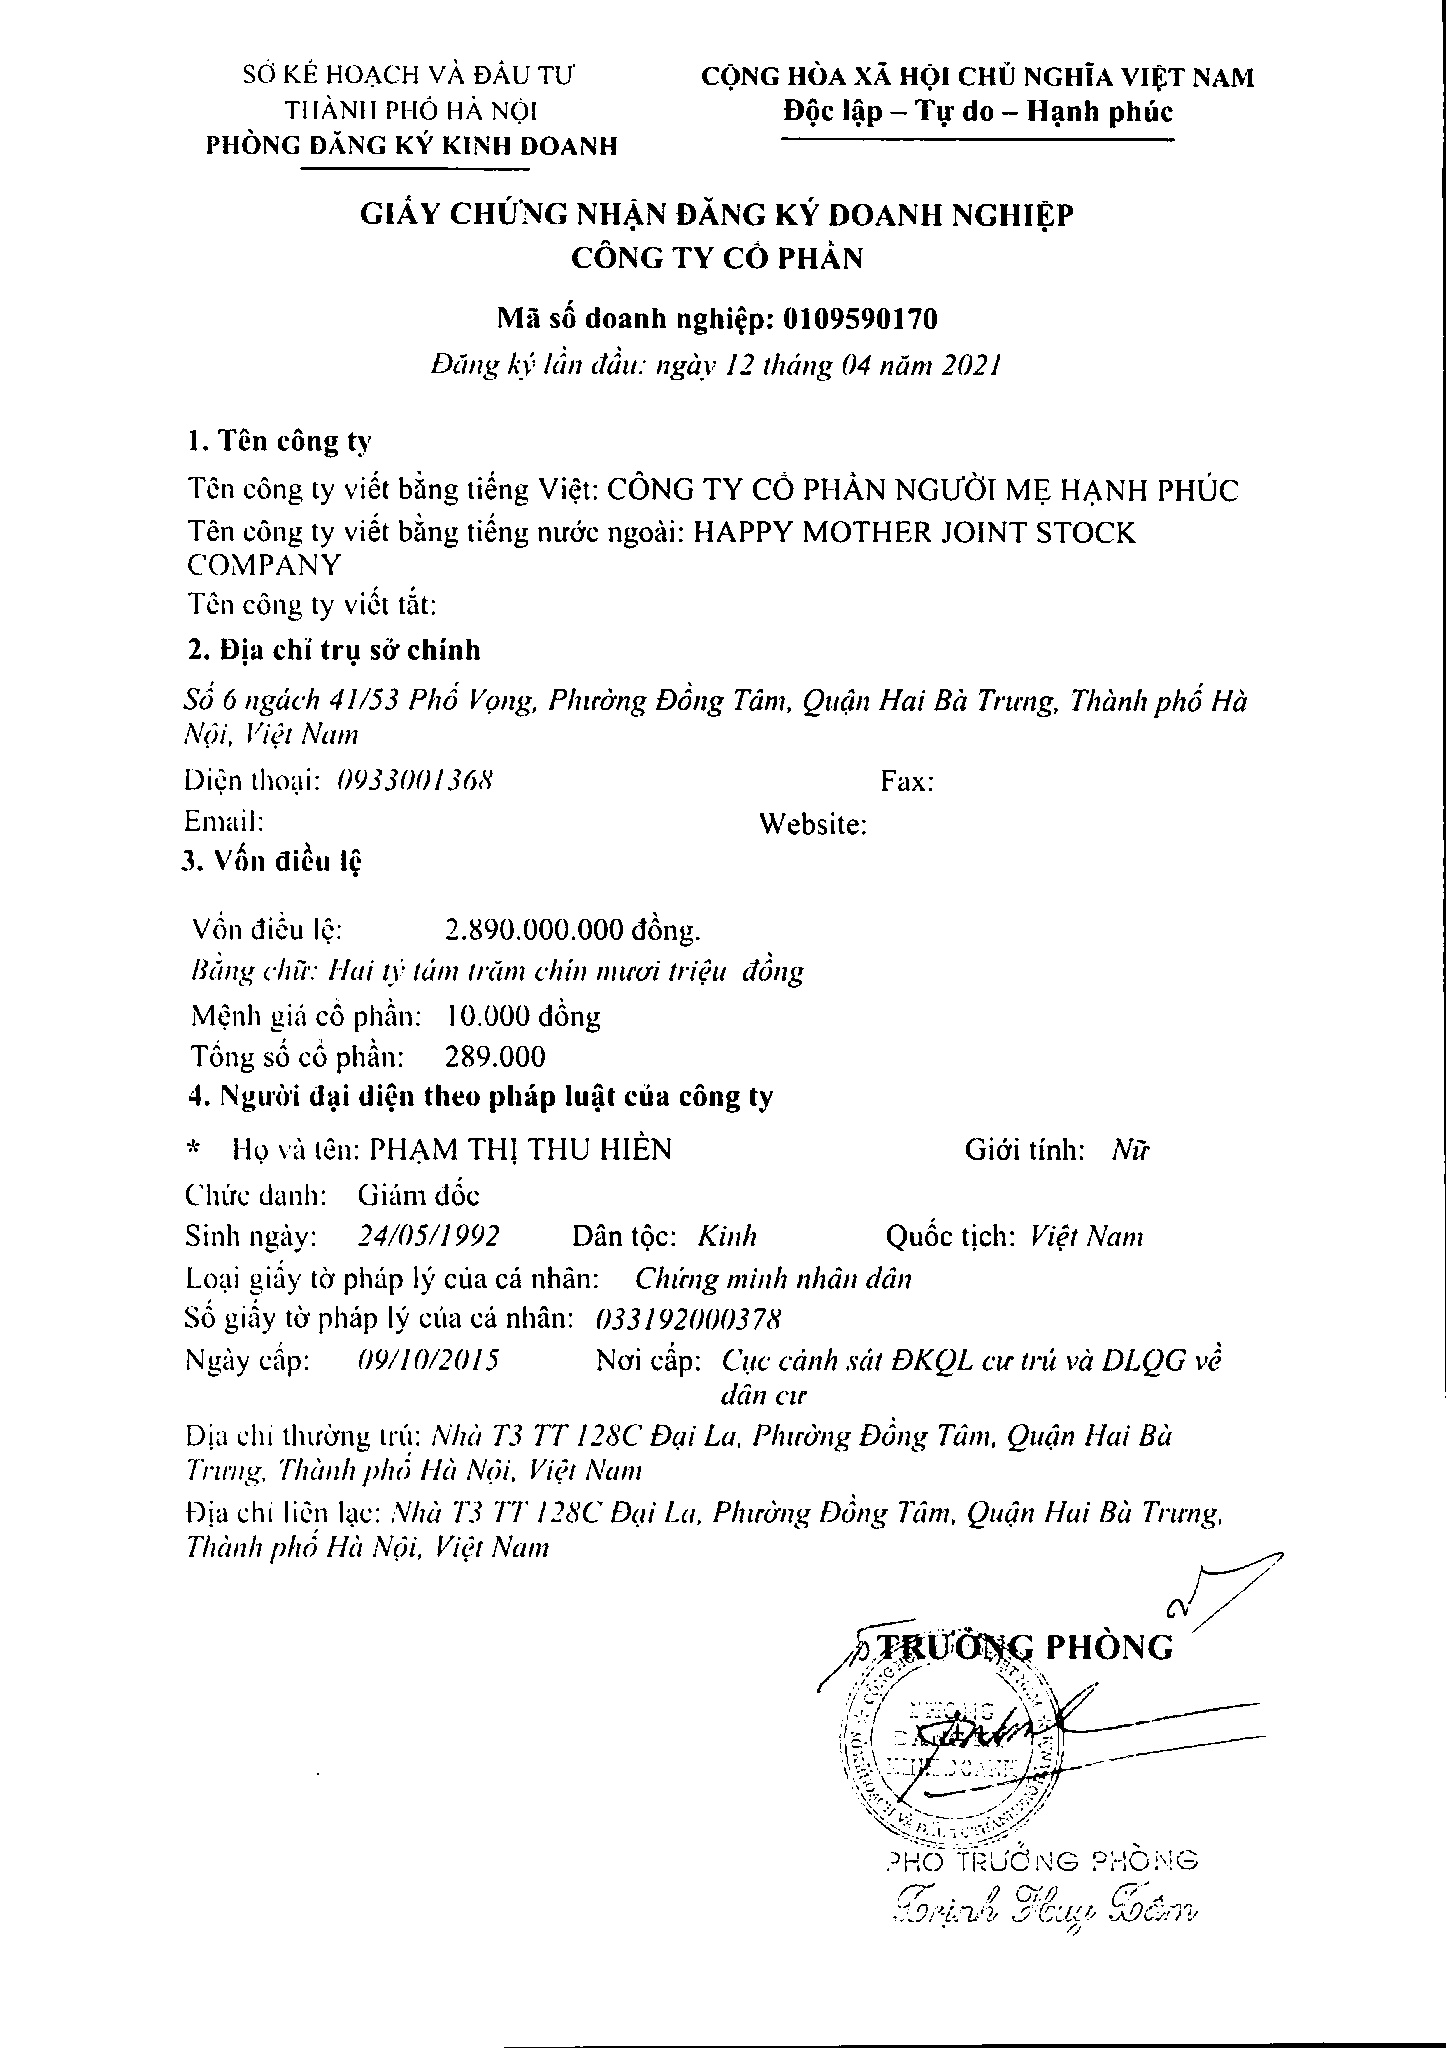 SỞ KẾ HOẠCH VÀ ĐẦU TƯ
THÀNH PHỐ HÀ NỘI
PHÒNG ĐĂNG KÝ KINH DOANH
CỘNG HÒA XÃ HỘI CHỦ NGHĨA VIỆT NAM
Độc lập – Tự do – Hạnh phúc
GIẤY CHỨNG NHẬN ĐĂNG KÝ DOANH NGHIỆP
CÔNG TY CỔ PHẦN
Mã số doanh nghiệp: 0109590170
Đăng ký lần đầu: ngày 12 tháng 04 năm 2021
1. Tên công ty
Tên công ty viết bằng tiếng Việt: CÔNG TY CỔ PHẦN NGƯỜI MẸ HẠNH PHÚC
Tên công ty viết bằng tiếng nước ngoài: HAPPY MOTHER JOINT STOCK
COMPANY
Tên công ty viết tắt:
2. Địa chỉ trụ sở chính
Số 6 ngách 41/53 Phố Vọng, Phường Đồng Tâm, Quận Hai Bà Trưng, Thành phố Hà
Nội, Việt Nam
Điện thoại: 0933001368 Fax:
Email: Website:
3. Vốn điều lệ
Vốn điều lệ: 2.890.000.000 đồng.
Bằng chữ: Hai tỷ tám trăm chín mươi triệu đồng
Mệnh giá cổ phần: 10.000 đồng
Tổng số cổ phần: 289.000
4. Người đại diện theo pháp luật của công ty
* Họ và tên: PHẠM THỊ THU HIỀN Giới tính: Nữ
Chức danh: Giám đốc
Sinh ngày: 24/05/1992 Dân tộc: Kinh Quốc tịch: Việt Nam
Loại giấy tờ pháp lý của cá nhân: Chứng minh nhân dân
Số giấy tờ pháp lý của cá nhân: 033192000378
Ngày cấp: 09/10/2015 Nơi cấp: Cục cảnh sát ĐKQL cư trú và DLQG về
dân cư
Địa chỉ thường trú: Nhà T3 TT 128C Đại La, Phường Đồng Tâm, Quận Hai Bà
Trưng, Thành phố Hà Nội, Việt Nam
Địa chỉ liên lạc: Nhà T3 TT 128C Đại La, Phường Đồng Tâm, Quận Hai Bà Trưng,
Thành phố Hà Nội, Việt Nam
TRƯỞNG PHÒNG
PHÓ TRƯỞNG PHÒNG
Trịnh Huy Tâm